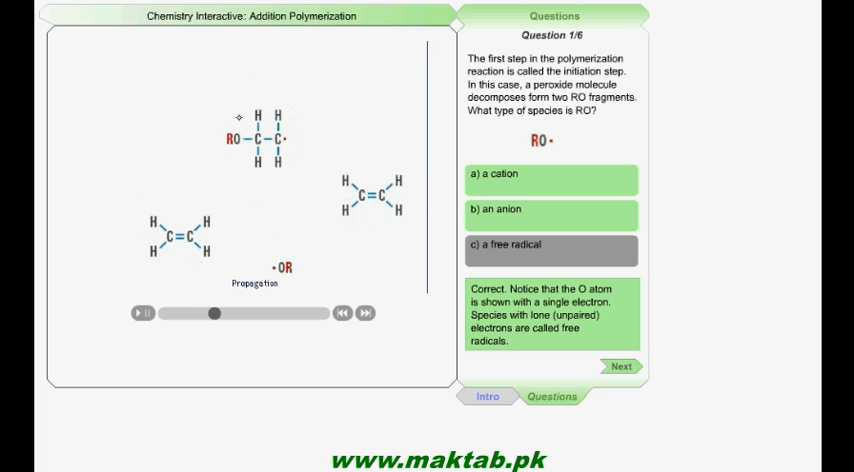 Chemistry Interactive: Addition Polymerization
H H
RO-C-C·
H H
H H
C=C
H H
H H
C=C
H H
·OR
Propagation
Questions
Question 1/6
The first step in the polymerization
reaction is called the initiation step.
In this case, a peroxide molecule
decomposes form two RO fragments.
What type of species is RO?
RO·
a) a cation
b) an anion
c) a free radical
Correct. Notice that the O atom
is shown with a single electron.
Species with lone (unpaired)
electrons are called free
radicals.
Next
Intro
Questions
www.maktab.pk